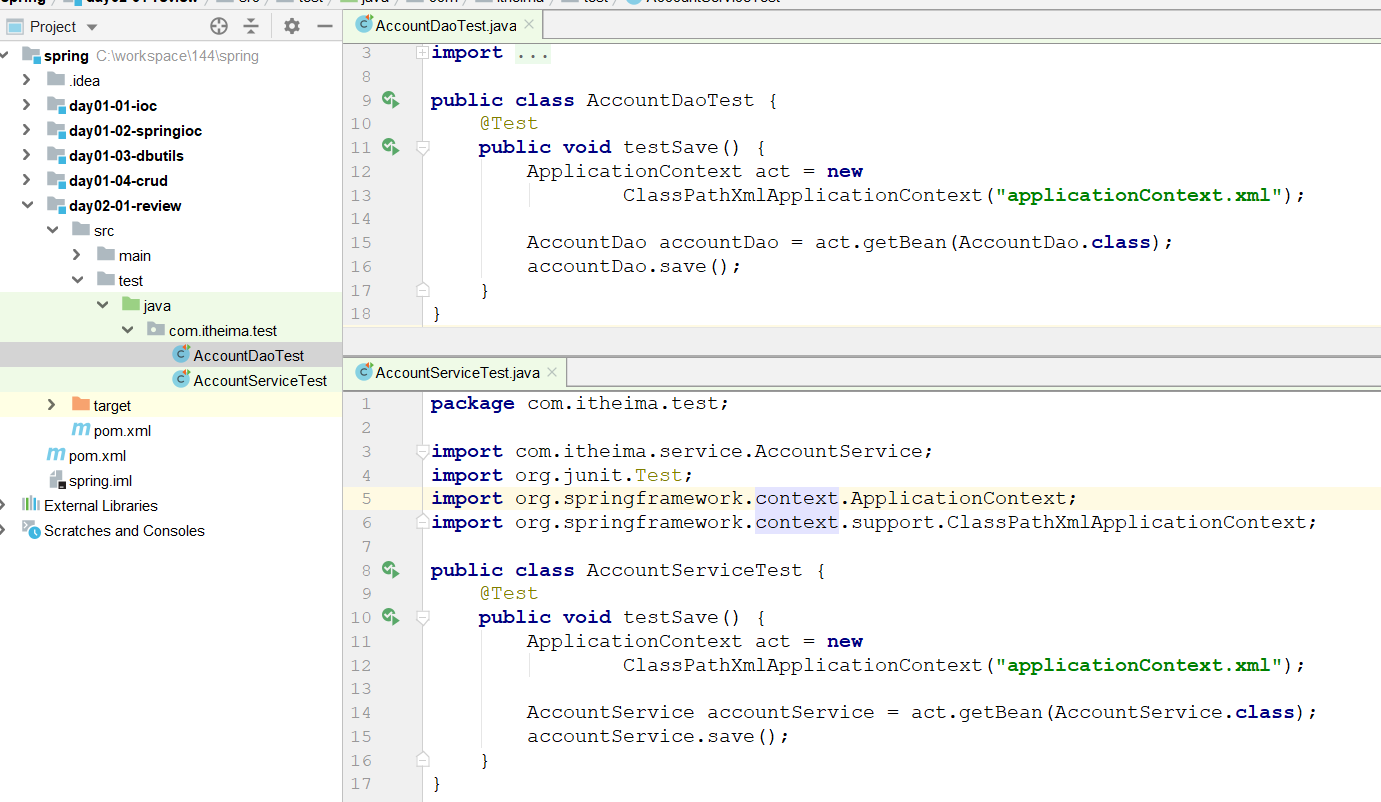 spring day02-01-review src test java com itheima test AccountServiceTest
Project
spring C:\workspace\144\spring
.idea
day01-01-ioc
day01-02-springioc
day01-03-dbutils
day01-04-crud
day02-01-review
src
main
test
java
com.itheima.test
AccountDaoTest
AccountServiceTest
target
pom.xml
pom.xml
spring.iml
External Libraries
Scratches and Consoles
AccountDaoTest.java
3 import ...
8
9 public class AccountDaoTest {
10 @Test
11 public void testSave() {
12 ApplicationContext act = new
13 ClassPathXmlApplicationContext("applicationContext.xml");
14
15 AccountDao accountDao = act.getBean(AccountDao.class);
16 accountDao.save();
17 }
18 }
AccountServiceTest.java
1 package com.itheima.test;
2
3 import com.itheima.service.AccountService;
4 import org.junit.Test;
5 import org.springframework.context.ApplicationContext;
6 import org.springframework.context.support.ClassPathXmlApplicationContext;
7
8 public class AccountServiceTest {
9 @Test
10 public void testSave() {
11 ApplicationContext act = new
12 ClassPathXmlApplicationContext("applicationContext.xml");
13
14 AccountService accountService = act.getBean(AccountService.class);
15 accountService.save();
16 }
17 }